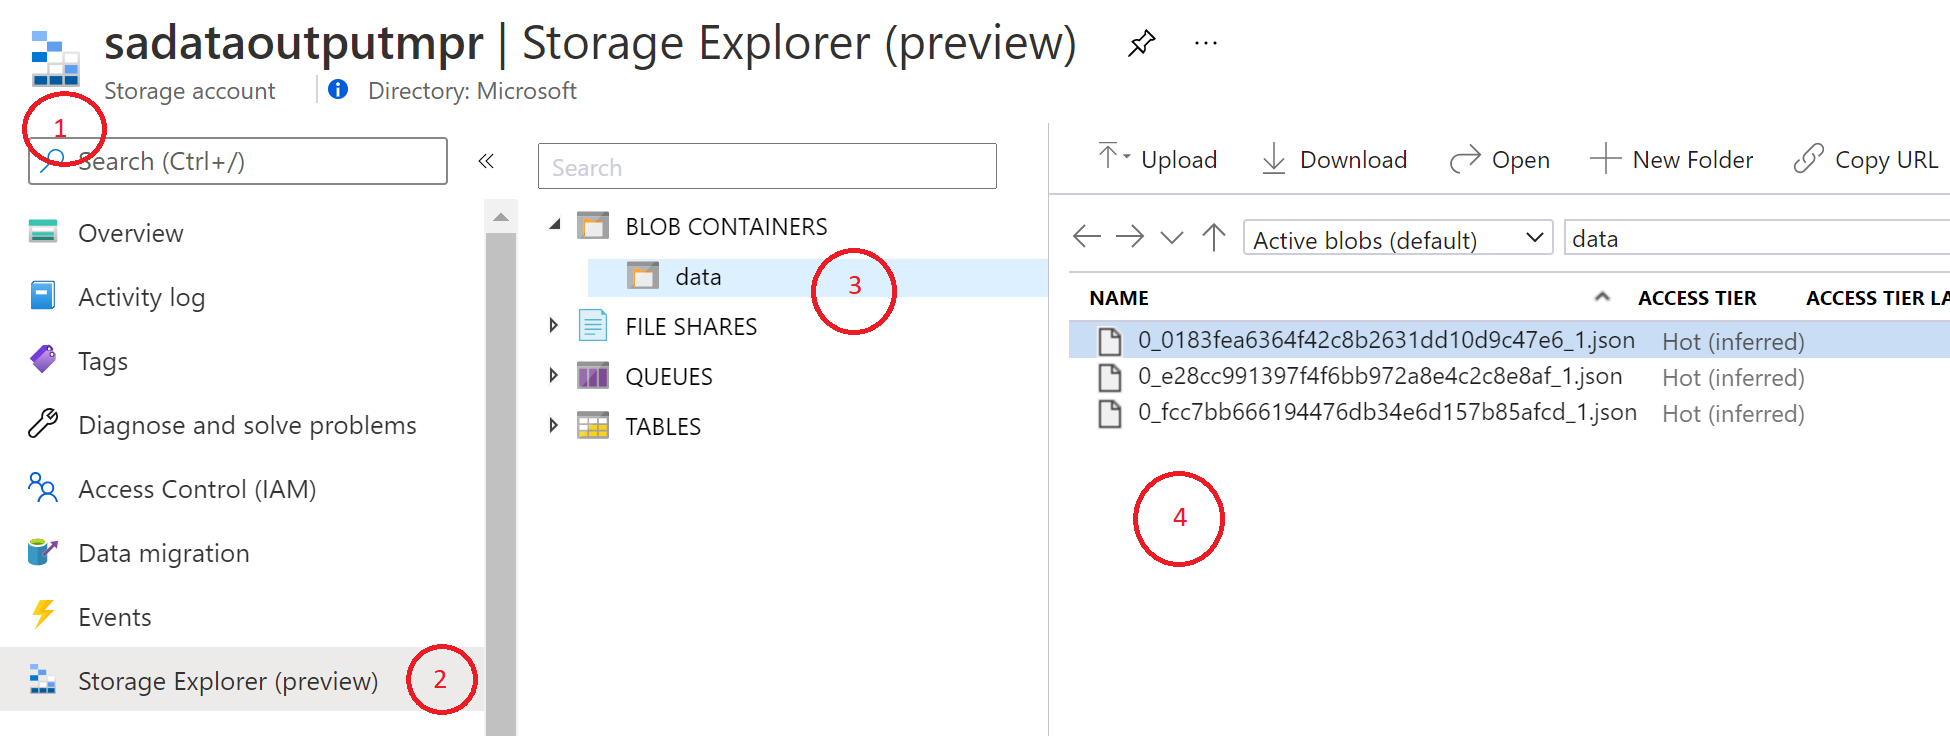 sadataoutputmpr | Storage Explorer (preview)
Storage account
Directory: Microsoft
1
Search (Ctrl+/)
Overview
Activity log
Tags
Diagnose and solve problems
Access Control (IAM)
Data migration
Events
Storage Explorer (preview)
2
Search
BLOB CONTAINERS
data
3
FILE SHARES
QUEUES
TABLES
Upload Download Open New Folder Copy URL
Active blobs (default) data
NAME ACCESS TIER ACCESS TIER LA
0_0183fea6364f42c8b2631dd10d9c47e6_1.json Hot (inferred)
0_e28cc991397f4f6bb972a8e4c2c8e8af_1.json Hot (inferred)
0_fcc7bb666194476db34e6d157b85afcd_1.json Hot (inferred)
4